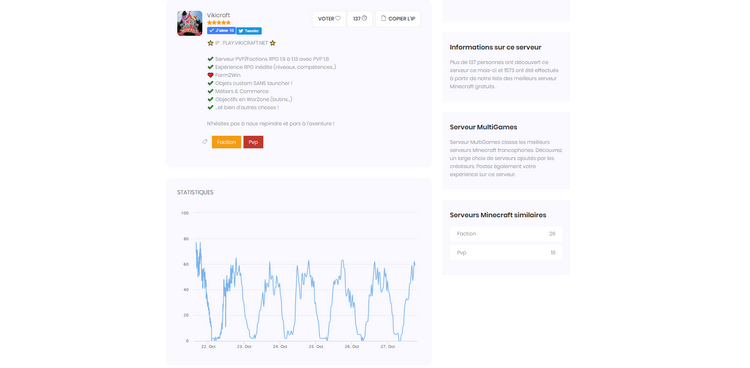 Vikicraft
J'aime 16 Tweeter
VOTER
137
COPIER L'IP
IP : PLAY.VIKICRAFT.NET
Serveur PVP/Factions RPG 1.9 à 1.13 avec PVP 1.8
Expérience RPG inédite (niveaux, compétences..)
Farm2Win
Objets custom SANS launcher !
Métiers & Commerce
Objectifs en WarZone (butins...)
...et bien d'autres choses !
N'hésites pas à nous rejoindre et pars à l'aventure !
Faction Pvp
STATISTIQUES
100
80
60
40
20
0
22. Oct 23. Oct 24. Oct 25. Oct 26. Oct 27. Oct
Informations sur ce serveur
Plus de 137 personnes ont découvert ce
serveur ce mois-ci et 1573 ont été effectués
à partir de notre liste des meilleurs serveur
Minecraft gratuits.
Serveur MultiGames
Serveur MultiGames classe les meilleurs
serveurs Minecraft francophones. Découvrez
un large choix de serveurs ajoutés par les
créateurs. Postez également votre
expérience sur ce serveur.
Serveurs Minecraft similaires
Faction 26
Pvp